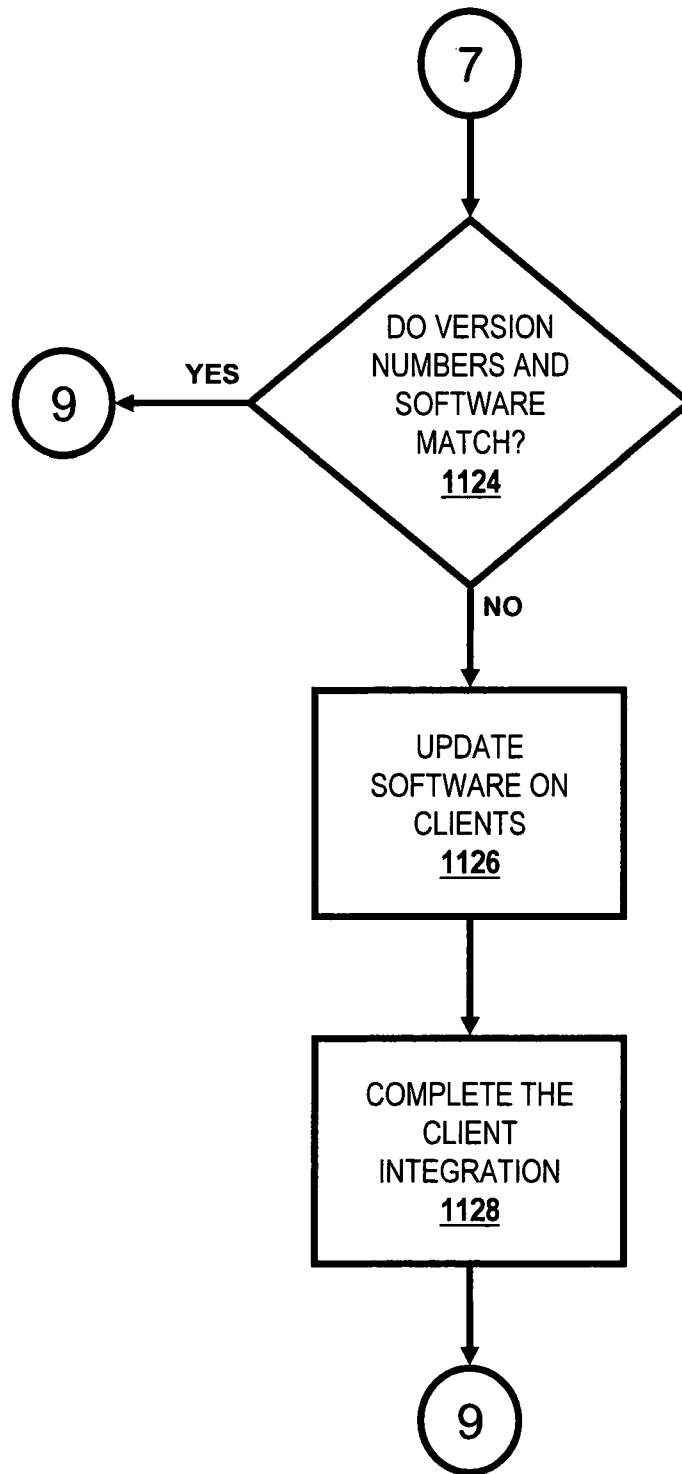 7
DO VERSION
NUMBERS AND
SOFTWARE
MATCH?
1124
YES
9
NO
UPDATE
SOFTWARE ON
CLIENTS
1126
COMPLETE THE
CLIENT
INTEGRATION
1128
9